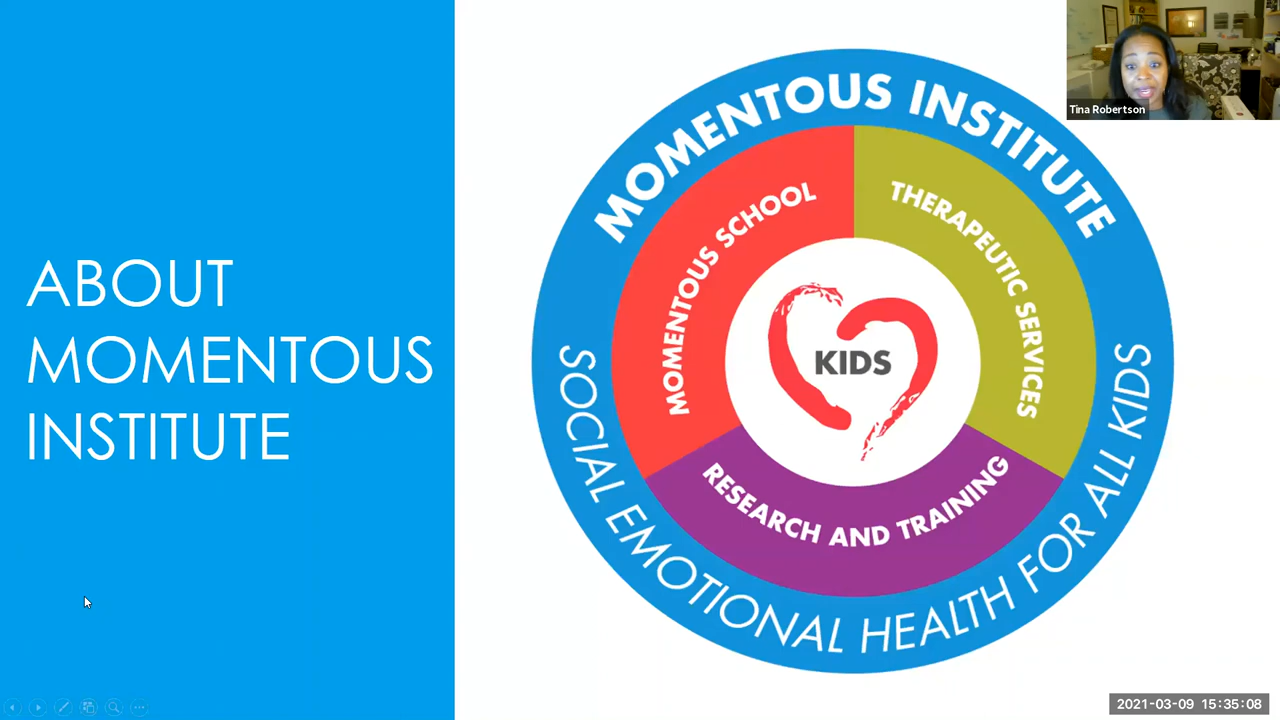 ABOUT
MOMENTOUS
INSTITUTE
MOMENTOUS INSTITUTE
MOMENTOUS SCHOOL
THERAPEUTIC SERVICES
KIDS
RESEARCH AND TRAINING
SOCIAL EMOTIONAL HEALTH FOR ALL KIDS
Tina Robertson
2021-03-09 15:35:08